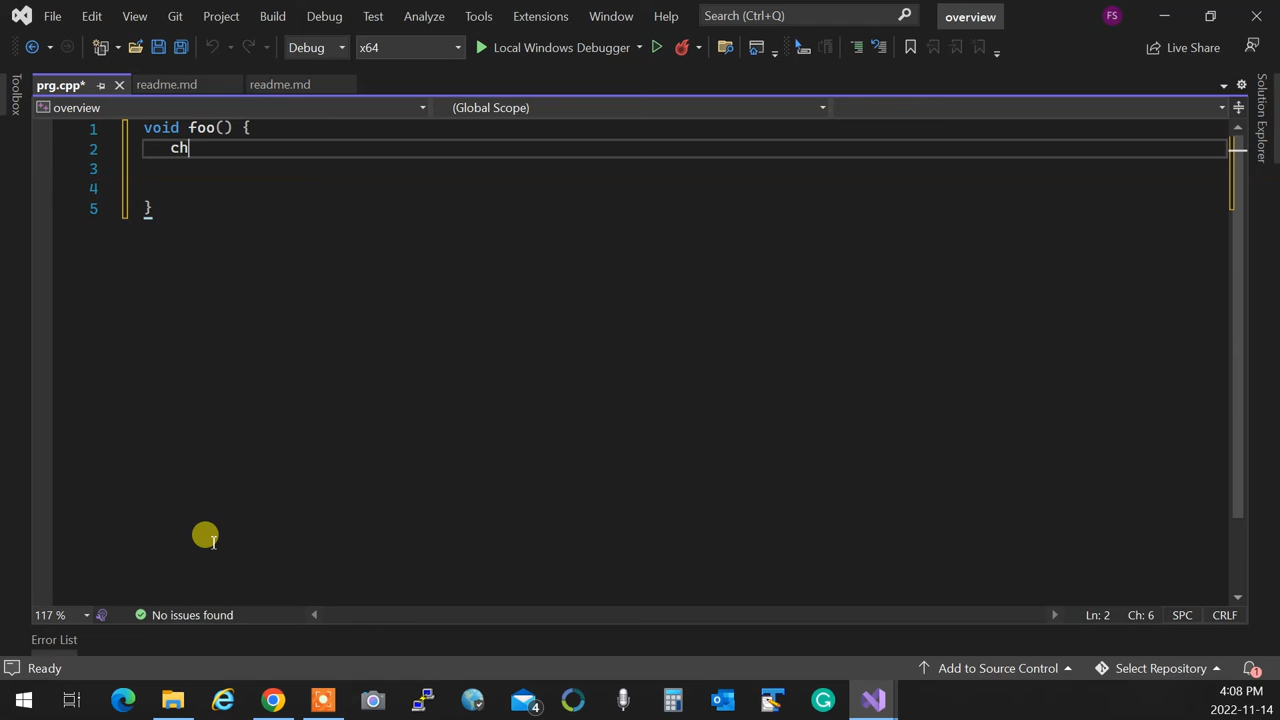 File Edit View Git Project Build Debug Test Analyze Tools Extensions Window Help Search (Ctrl+Q) overview FS
Debug x64 Local Windows Debugger Live Share
prg.cpp* readme.md readme.md
overview (Global Scope)
Toolbox
Solution Explorer
1 void foo() {
2 ch
3
4
5 }
117 % No issues found Ln: 2 Ch: 6 SPC CRLF
Error List
Ready Add to Source Control Select Repository 1
4 4:08 PM
2022-11-14